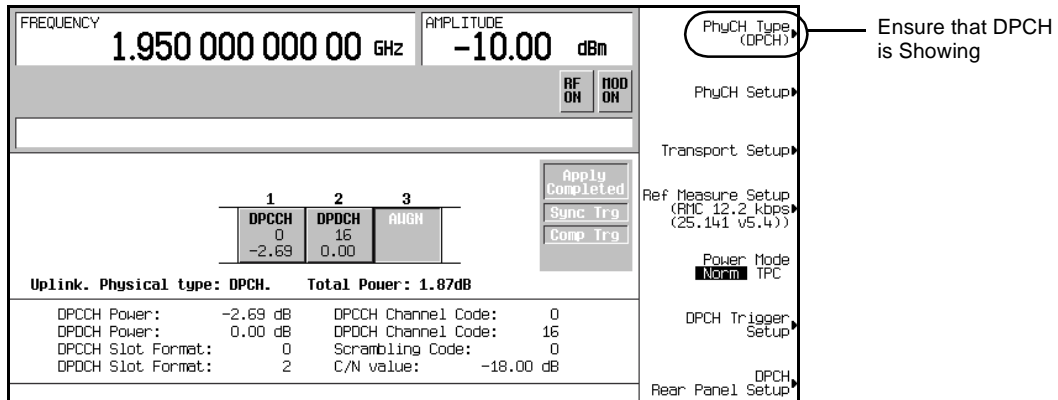 FREQUENCY
1.950 000 000 00 GHz
AMPLITUDE
-10.00 dBm
RF ON
MOD ON
Apply Completed
Sync Trg
Comp Trg
1 2 3
DPCCH DPDCH AWGN
0 16
-2.69 0.00
Uplink. Physical type: DPCH. Total Power: 1.87dB
DPCCH Power: -2.69 dB DPCCH Channel Code: 0
DPDCH Power: 0.00 dB DPDCH Channel Code: 16
DPCCH Slot Format: 0 Scrambling Code: 0
DPDCH Slot Format: 2 C/N value: -18.00 dB
PhyCH Type
(DPCH)
PhyCH Setup
Transport Setup
Ref Measure Setup
(RMC 12.2 kbps
(25.141 v5.4))
Power Mode
Norm TPC
DPCH Trigger
Setup
DPCH
Rear Panel Setup
Ensure that DPCH
is Showing